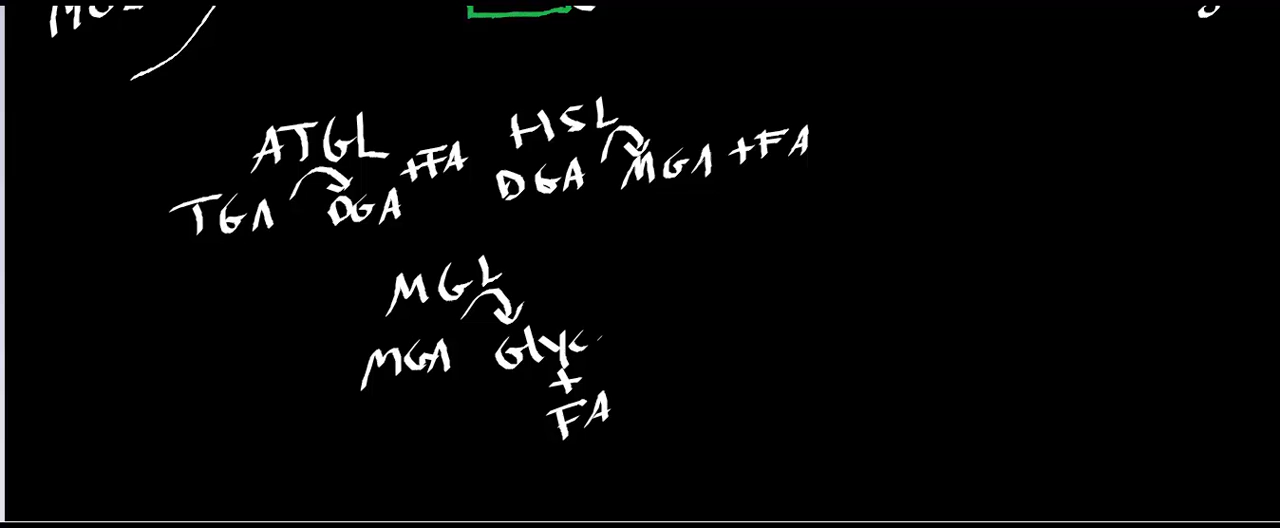 ATGL
TGA DGA +FA
HSL
DGA MGA +FA
MGL
MGA Glyc
+
FA